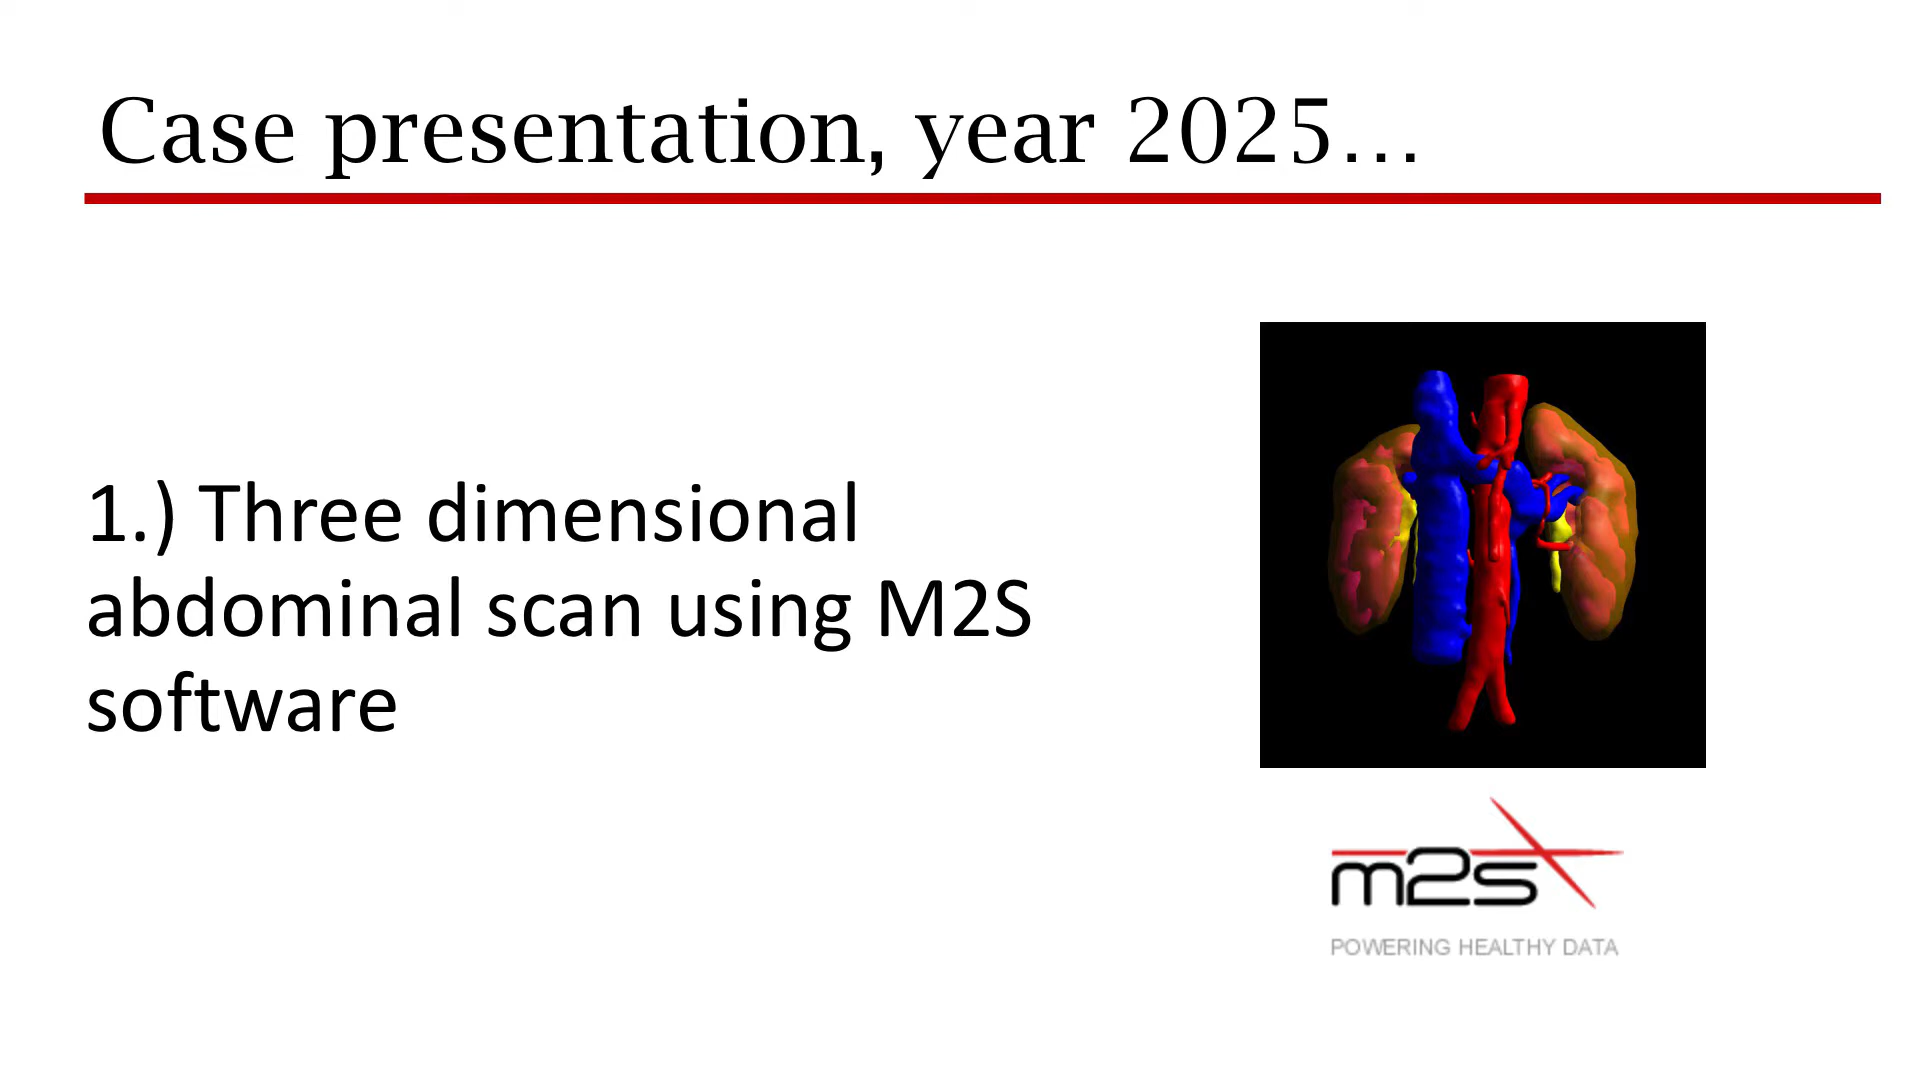 Case presentation, year 2025…
1.) Three dimensional
abdominal scan using M2S
software
m2s
POWERING HEALTHY DATA